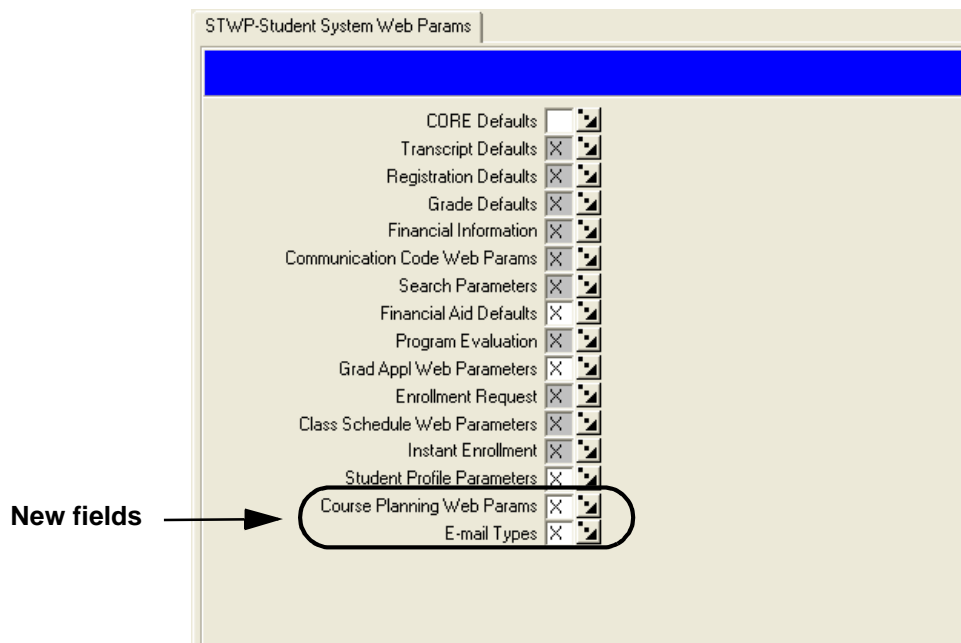 STWP-Student System Web Params
CORE Defaults
Transcript Defaults X
Registration Defaults X
Grade Defaults X
Financial Information X
Communication Code Web Params X
Search Parameters X
Financial Aid Defaults X
Program Evaluation X
Grad Appl Web Parameters X
Enrollment Request X
Class Schedule Web Parameters X
Instant Enrollment X
Student Profile Parameters X
New fields
Course Planning Web Params X
E-mail Types X